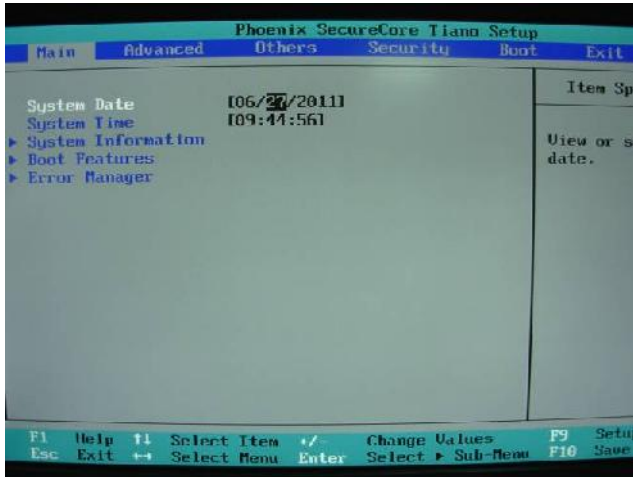 Phoenix SecureCore Tiano Setup
Main Advanced Others Security Boot Exit
Item Sp
System Date [06/27/2011]
System Time [09:44:56]
▶ System Information
▶ Boot Features
▶ Error Manager
View or s
date.
F1 Help ↑↓ Select Item +/- Change Values F9 Setu
Esc Exit ↔ Select Menu Enter Select ▶ Sub-Menu F10 Save